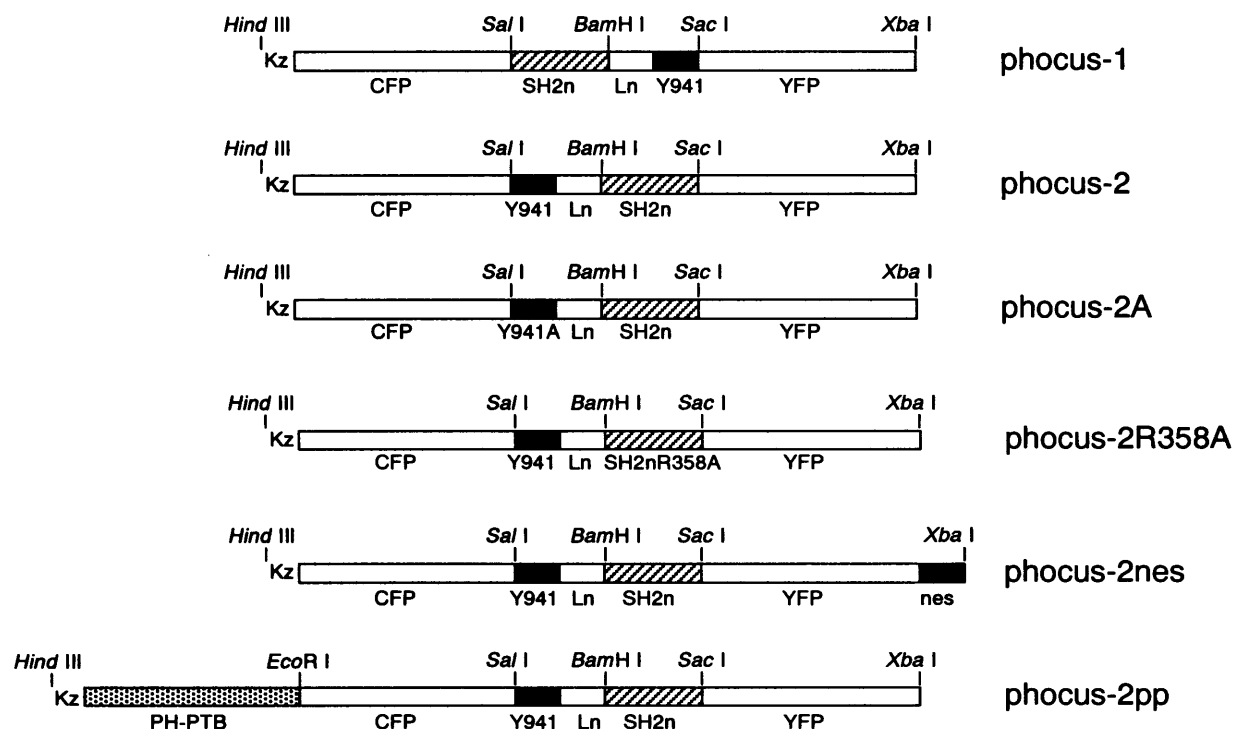 Hind III Sal I BamH I Sac I Xba I
Kz phocus-1
CFP SH2n Ln Y941 YFP
Hind III Sal I BamH I Sac I Xba I
Kz phocus-2
CFP Y941 Ln SH2n YFP
Hind III Sal I BamH I Sac I Xba I
Kz phocus-2A
CFP Y941A Ln SH2n YFP
Hind III Sal I BamH I Sac I Xba I
Kz phocus-2R358A
CFP Y941 Ln SH2nR358A YFP
Hind III Sal I BamH I Sac I Xba I
Kz phocus-2nes
CFP Y941 Ln SH2n YFP nes
Hind III EcoR I Sal I BamH I Sac I Xba I
Kz phocus-2pp
PH-PTB CFP Y941 Ln SH2n YFP